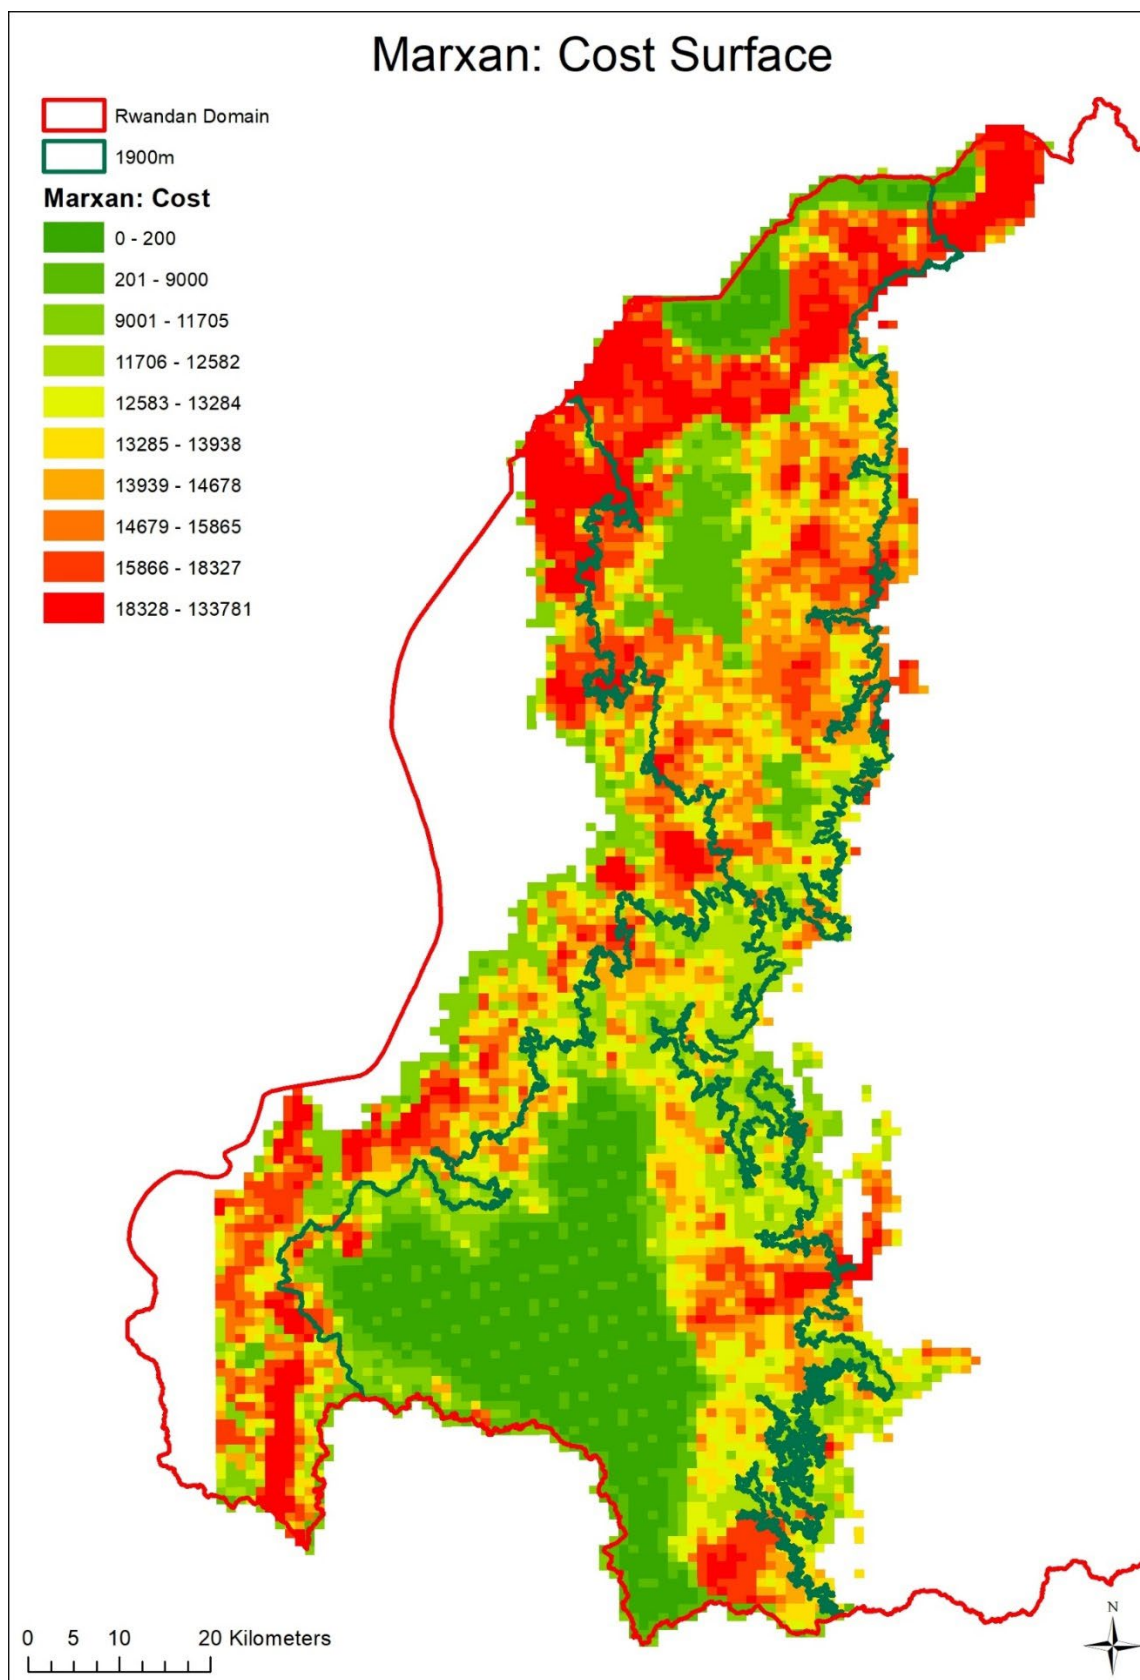 Marxan: Cost Surface
Rwandan Domain
1900m
Marxan: Cost
0 - 200
201 - 9000
9001 - 11705
11706 - 12582
12583 - 13284
13285 - 13938
13939 - 14678
14679 - 15865
15866 - 18327
18328 - 133781
0 5 10 20 Kilometers
N